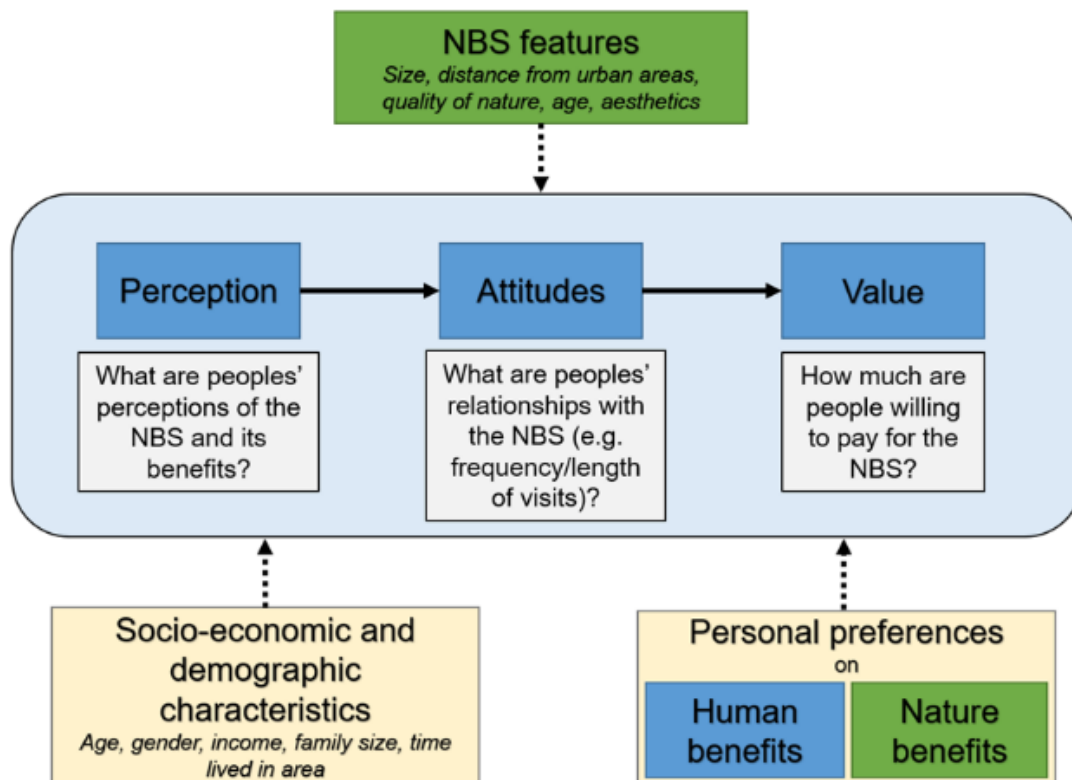 NBS features
Size, distance from urban areas,
quality of nature, age, aesthetics
Perception
Attitudes
Value
What are peoples'
perceptions of the
NBS and its
benefits?
What are peoples'
relationships with
the NBS (e.g.
frequency/length
of visits)?
How much are
people willing
to pay for the
NBS?
Socio-economic and
demographic
characteristics
Age, gender, income, family size, time
lived in area
Personal preferences
on
Human
benefits
Nature
benefits